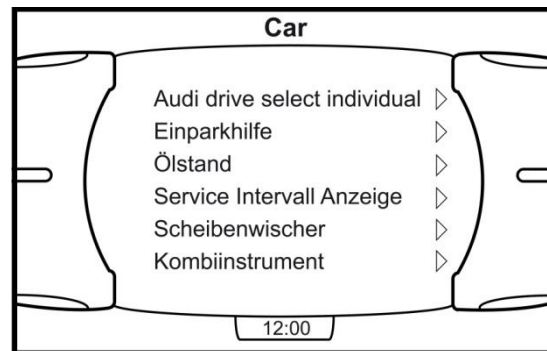 Car
Audi drive select individual
Einparkhilfe
Ölstand
Service Intervall Anzeige
Scheibenwischer
Kombiinstrument
12:00